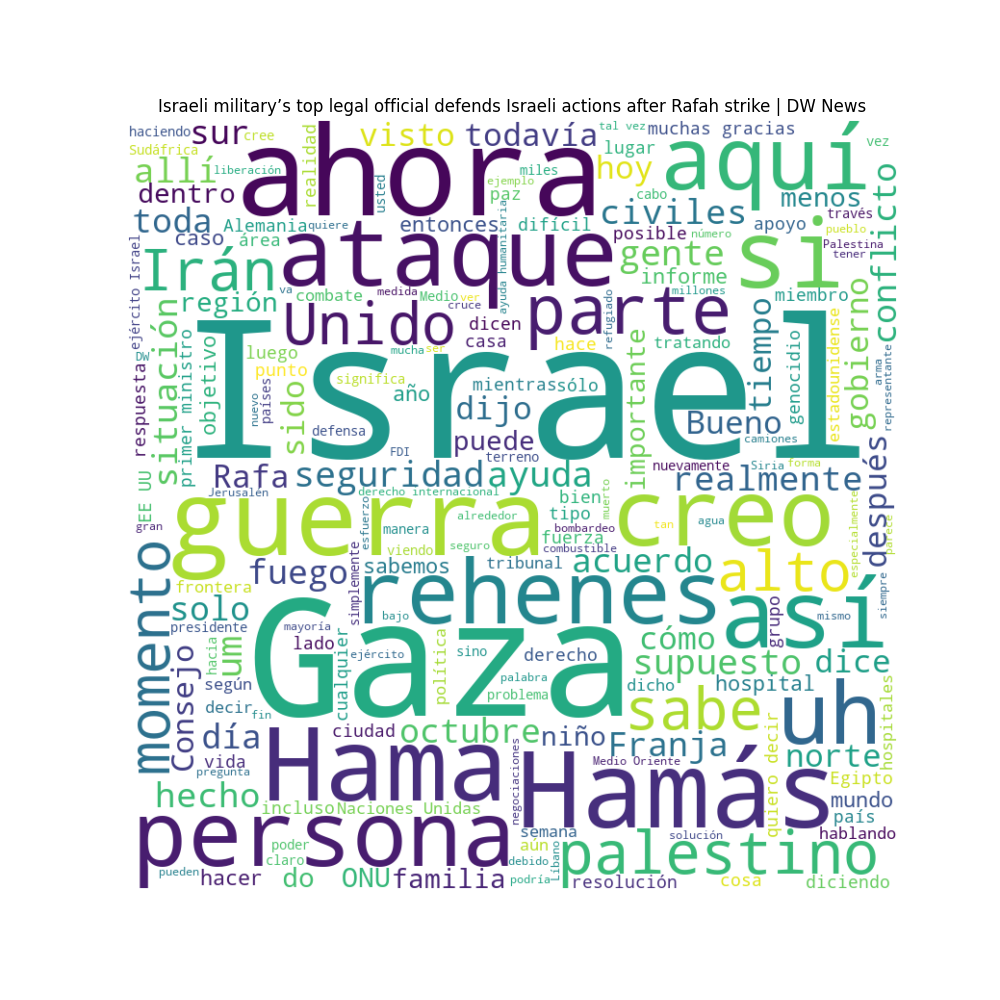 Israeli military’s top legal official defends Israeli actions after Rafah strike | DW News
haciendo
sur
cree
Sudáfrica
allí
liberación
dentro
toda
Alemania
quiere
caso
área
realidad
usted
ahora
visto
todavía
tal vez
muchas gracias
vez
lugar
hoy
aquí
miles
ejemplo
paz
cabo
menos
civiles
entonces
ayuda humanitaria
difícil
posible
apoyo
número
través
pueblo
Palestina
tener
conflicto
ejército Israel
Irán
ataque
gente
informe
si
región
va
combate
medida
Medio
ver
cruce
Unido
parte
millones
miembro
refugiado
dicen
casa
hace
tratando
tiempo
gobierno
DW
situación
primer ministro
objetivo
luego
punto
mucha
ser
Israel
importante
genocidio
estadounidense
arma
representante
respuesta
nuevo
países
sido
significa
año
mientras
sólo
dijo
defensa
puede
Bueno
camiones
FDI
terreno
EE UU
Rafa
seguridad
ayuda
nuevamente
Siria
forma
realmente
después
Jerusalén
derecho internacional
bien
muerto
gran
guerra
esfuerzo
alrededor
tipo
manera
bombardeo
creo
tan
agua
especialmente
parece
viendo
seguro
fuerza
combustible
momento
fuego
simplemente
sabemos
tribunal
acuerdo
alto
frontera
solo
rehenes
así
siempre
presidente
mayoría
bajo
grupo
mismo
um
hacia
lado
cualquier
ejército
política
sino
derecho
cómo
Gaza
supuesto
dice
consejo
según
palabra
problema
dicho
hospital
decir
fin
sabe
uh
hospitales
día
ciudad
octubre
niño
Franja
quiero decir
norte
vida
pregunta
Hama
negociaciones
Medio Oriente
Hamás
Egipto
hecho
incluso
Naciones Unidas
mundo
país
persona
semana
solución
hablando
poder
aún
claro
debido
Líbano
palestino
pueden
hacer
do
ONU
familia
podría
resolución
cosa
diciendo